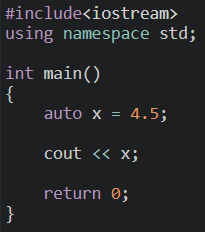 #include<iostream>
using namespace std;

int main()
{
    auto x = 4.5;

    cout << x;

    return 0;
}